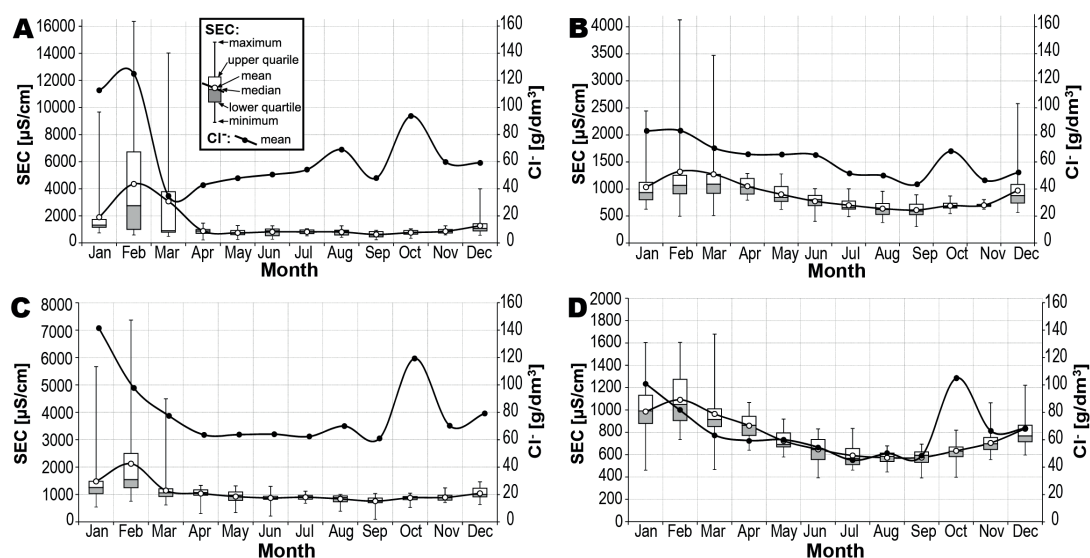 A
SEC [µS/cm]
16000
14000
12000
10000
8000
6000
4000
2000
0
SEC:
maximum
upper quarile
mean
median
lower quartile
minimum
Cl⁻: mean
160
140
120
100
80
60
40
20
0
Cl⁻ [g/dm³]
Jan Feb Mar Apr May Jun Jul Aug Sep Oct Nov Dec
Month
B
SEC [µS/cm]
4000
3500
3000
2500
2000
1500
1000
500
0
160
140
120
100
80
60
40
20
0
Cl⁻ [g/dm³]
Jan Feb Mar Apr May Jun Jul Aug Sep Oct Nov Dec
Month
C
SEC [µS/cm]
8000
7000
6000
5000
4000
3000
2000
1000
0
160
140
120
100
80
60
40
20
0
Cl⁻ [g/dm³]
Jan Feb Mar Apr May Jun Jul Aug Sep Oct Nov Dec
Month
D
SEC [µS/cm]
2000
1800
1600
1400
1200
1000
800
600
400
200
0
160
140
120
100
80
60
40
20
0
Cl⁻ [g/dm³]
Jan Feb Mar Apr May Jun Jul Aug Sep Oct Nov Dec
Month